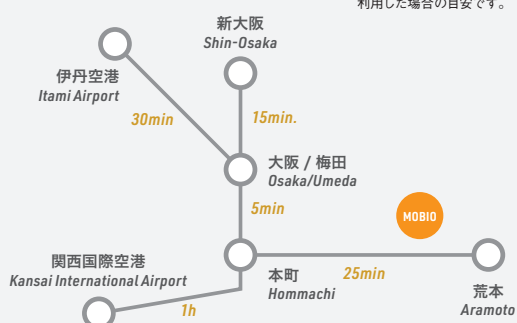 利用した場合の目安です。
新大阪
Shin-Osaka
伊丹空港
Itami Airport
30min
15min.
大阪 / 梅田
Osaka/Umeda
5min
MOBIO
関西国際空港
Kansai International Airport
本町
Hommachi
25min
荒本
Aramoto
1h